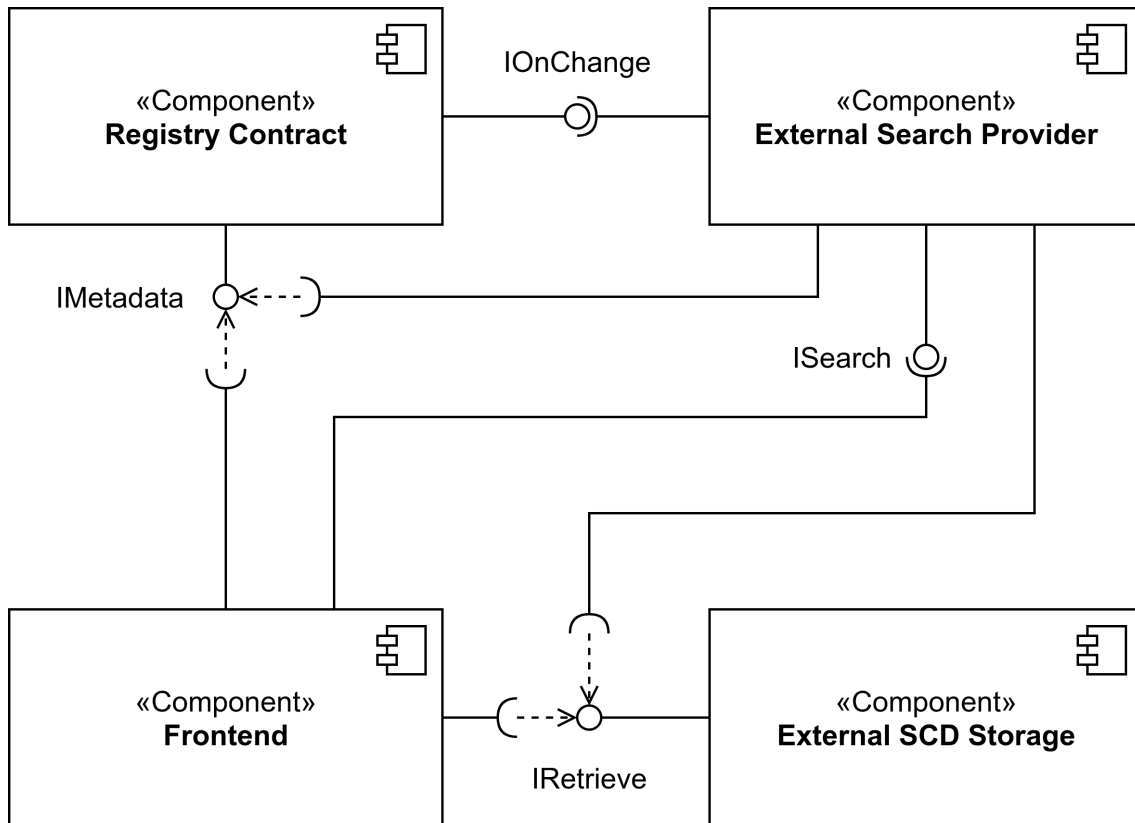 IOnChange
«Component»
Registry Contract
«Component»
External Search Provider
IMetadata
ISearch
«Component»
Frontend
«Component»
External SCD Storage
IRetrieve